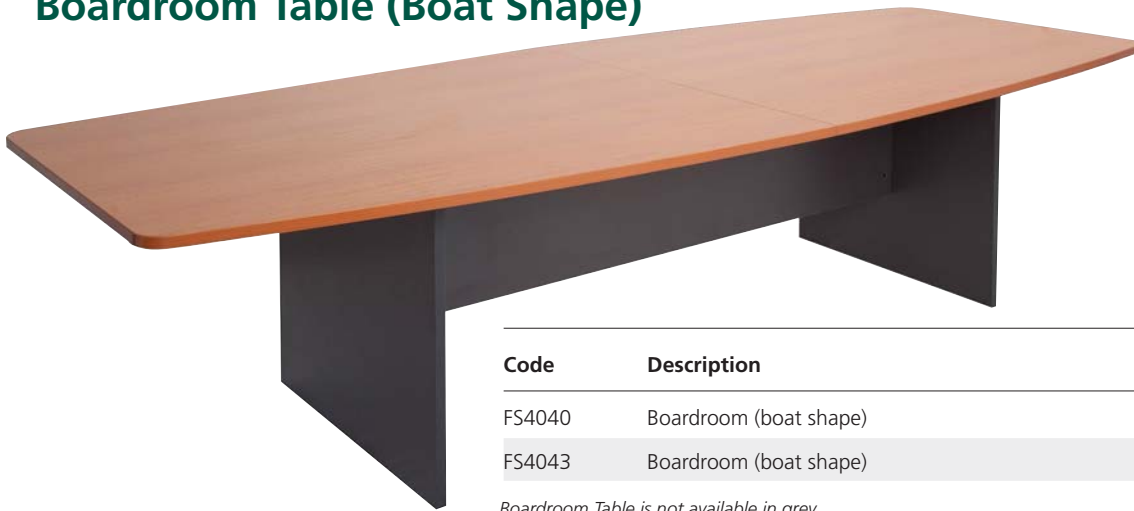 Boardroom Table (Boat Shape)
Code Description
FS4040 Boardroom (boat shape)
FS4043 Boardroom (boat shape)
Boardroom Table is not available in grey